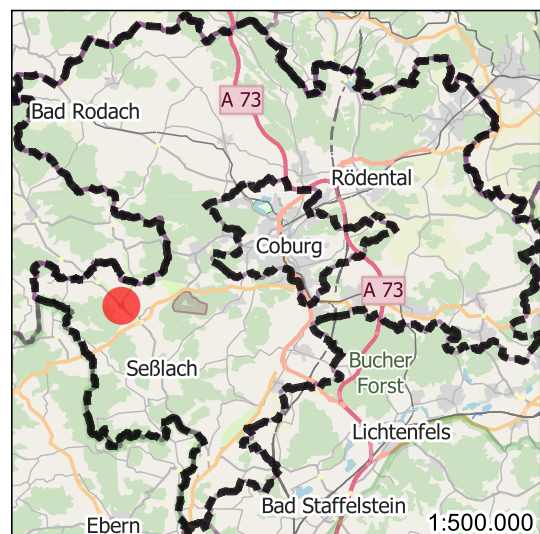 A 73
Bad Rodach
Rödental
Coburg
A 73
Seßlach
Bucher
Forst
Lichtenfels
Bad Staffelstein
Ebern
1:500.000